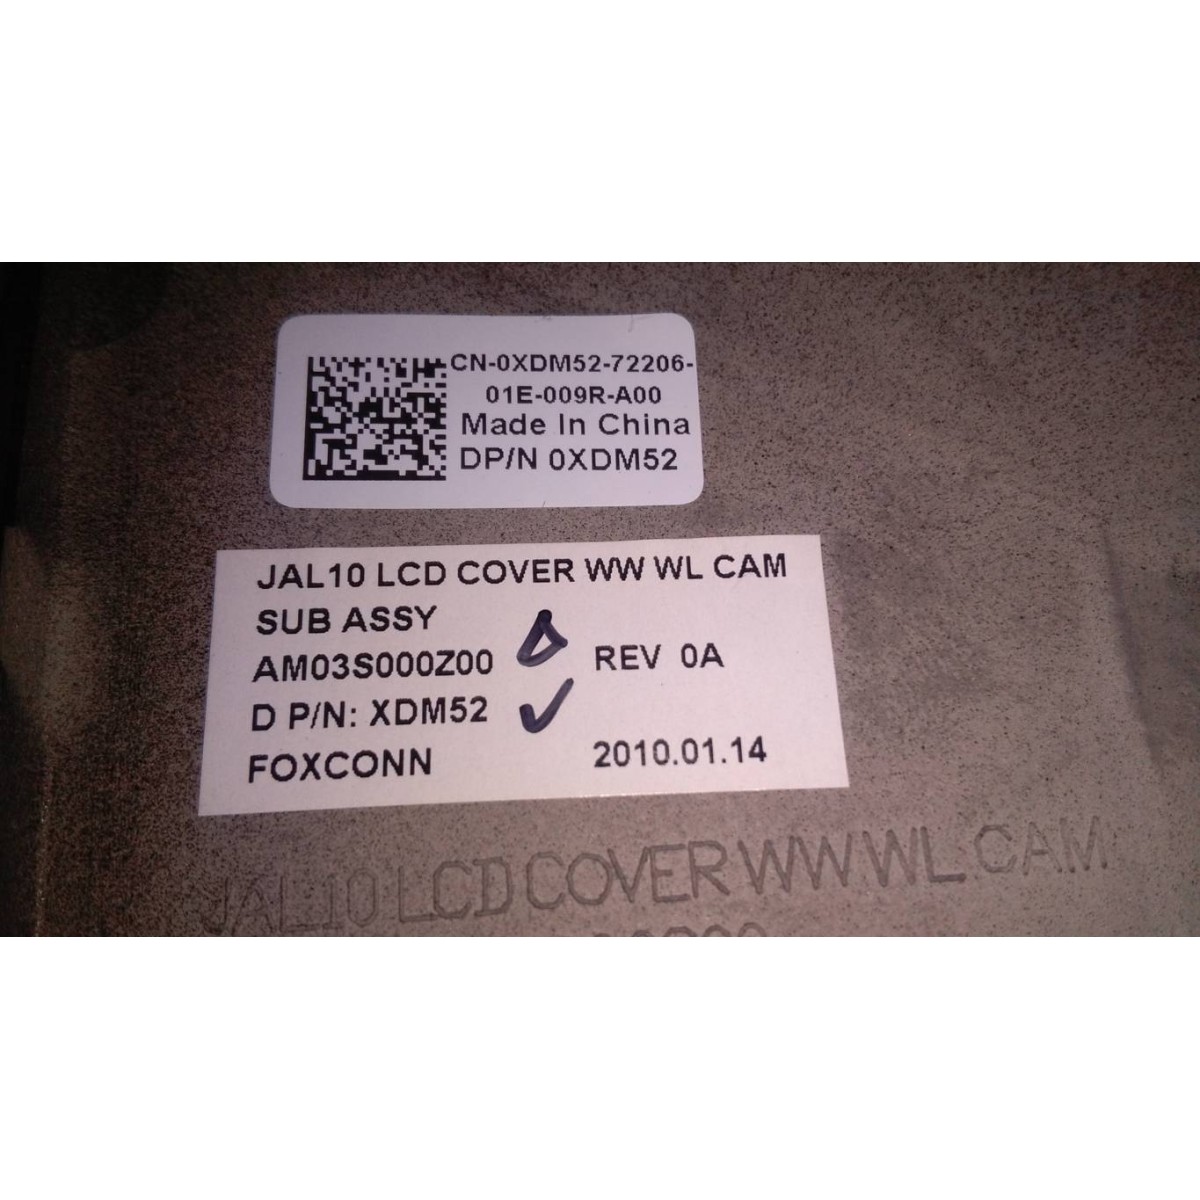 CN-0XDM52-72206-
01E-009R-A00
Made In China
DP/N 0XDM52
JAL10 LCD COVER WW WL CAM
SUB ASSY
AM03S000Z00 REV 0A
D P/N: XDM52
FOXCONN 2010.01.14
JAL10 LCD COVER WW WL CAM